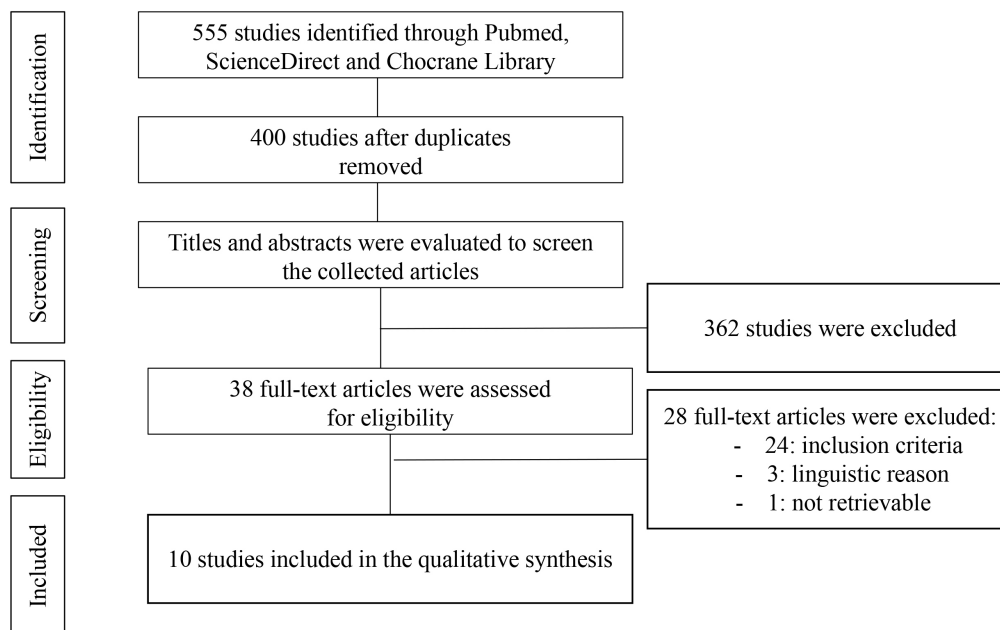 Identification
555 studies identified through Pubmed,
ScienceDirect and Chocrane Library
400 studies after duplicates
removed
Screening
Titles and abstracts were evaluated to screen
the collected articles
362 studies were excluded
Eligibility
38 full-text articles were assessed
for eligibility
28 full-text articles were excluded:
- 24: inclusion criteria
- 3: linguistic reason
- 1: not retrievable
Included
10 studies included in the qualitative synthesis